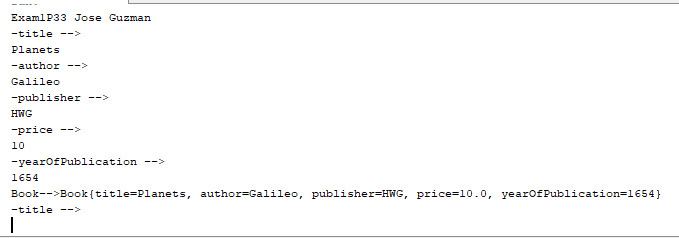 Exam1P33 Jose Guzman
-title -->
Planets
-author -->
Galileo
-publisher -->
HWG
-price -->
10
-yearOfPublication -->
1654
Book-->Book{title=Planets, author=Galileo, publisher=HWG, price=10.0, yearOfPublication=1654}
-title -->